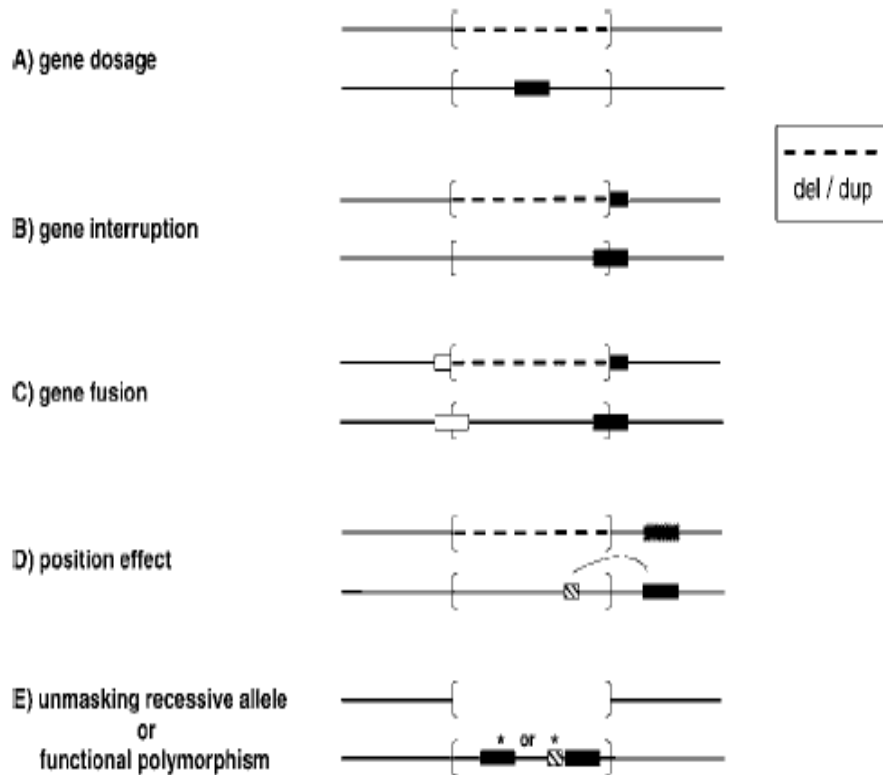 A) gene dosage
del / dup
B) gene interruption
C) gene fusion
D) position effect
E) unmasking recessive allele
or
functional polymorphism
* or *